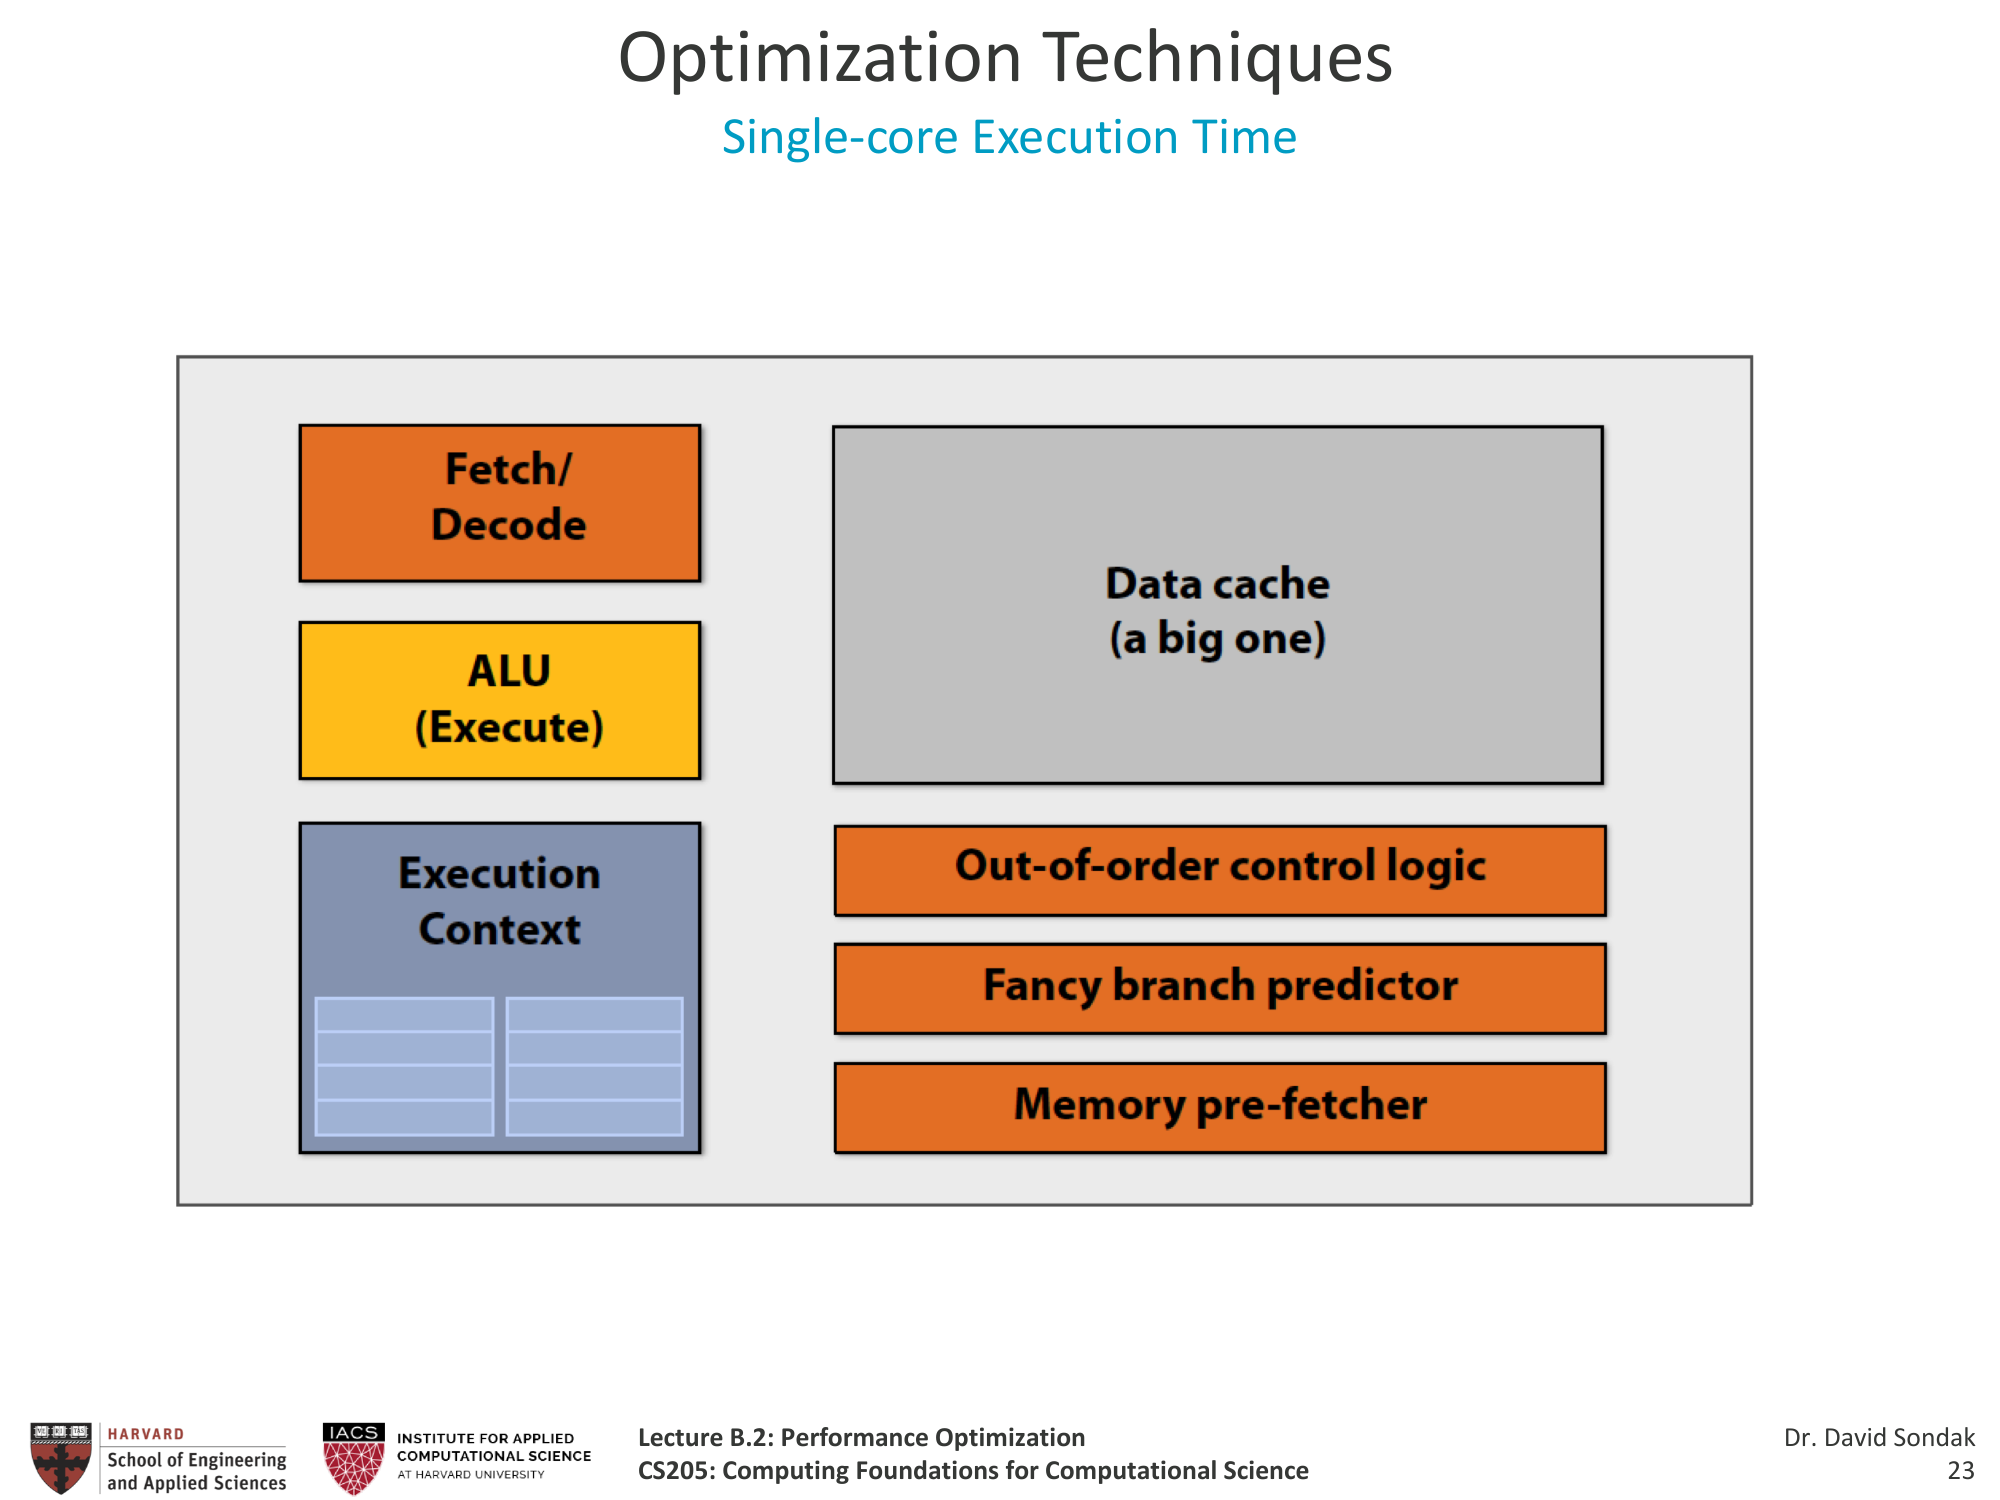 Optimization Techniques
Single-core Execution Time
Fetch/
Decode
ALU
(Execute)
Execution
Context
Data cache
(a big one)
Out-of-order control logic
Fancy branch predictor
Memory pre-fetcher
HARVARD
School of Engineering
and Applied Sciences
IACS
INSTITUTE FOR APPLIED
COMPUTATIONAL SCIENCE
AT HARVARD UNIVERSITY
Lecture B.2: Performance Optimization
CS205: Computing Foundations for Computational Science
Dr. David Sondak
23